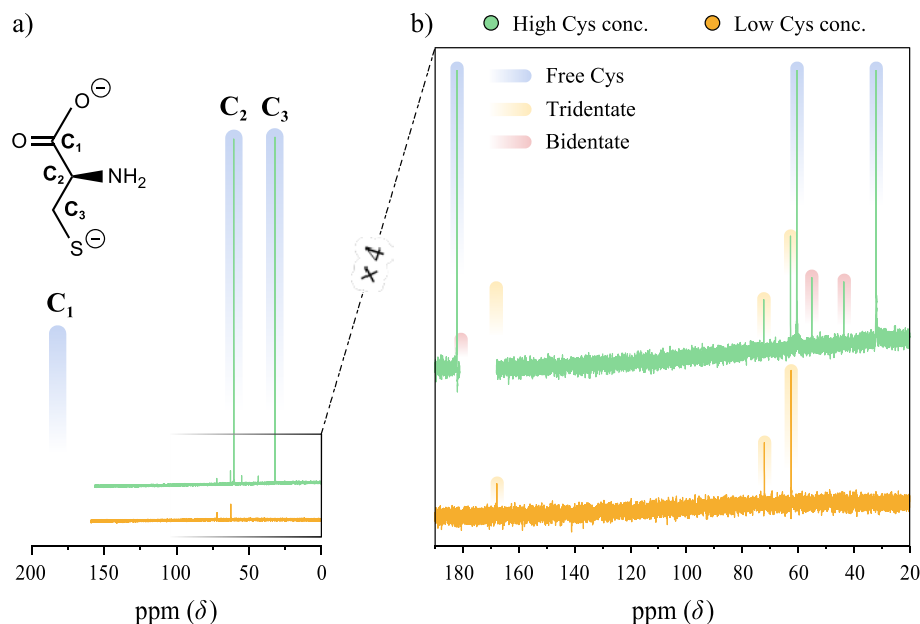 a)
b)
High Cys conc.
Low Cys conc.
O⊖
O
C1
C2
NH2
C3
S⊖
C1
C2
C3
× 4
Free Cys
Tridentate
Bidentate
200
150
100
50
0
ppm (δ)
180
160
140
120
100
80
60
40
20
ppm (δ)